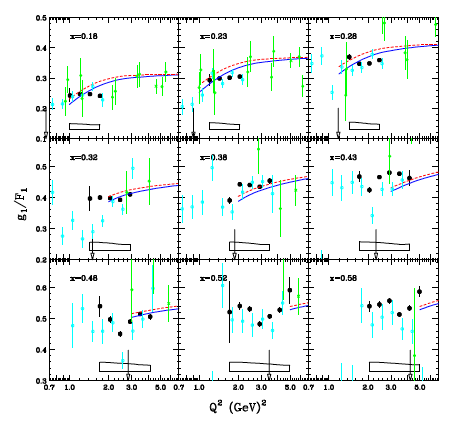 0.5
x=0.18
x=0.23
x=0.28
0.4
0.3
0.2
0.5
x=0.32
x=0.38
x=0.43
0.4
g₁/F₁
0.3
0.2
x=0.48
x=0.52
x=0.58
0.6
0.5
0.4
0.3
0.7 1.0 2.0 3.0 5.0 0.7 1.0 2.0 3.0 5.0 0.7 1.0 2.0 3.0 5.0
Q² (GeV)²